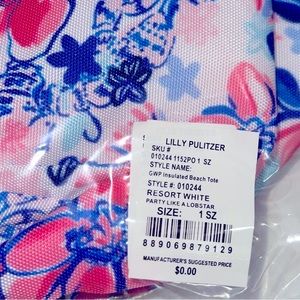 LILLY PULITZER
SKU #
010244 1152PO 1 SZ
STYLE NAME:
GWP Insulated Beach Tote
STYLE #: 010244
RESORT WHITE
PARTY LIKE A LOBSTAR
SIZE: 1 SZ
889069879129
MANUFACTURER'S SUGGESTED PRICE
$0.00